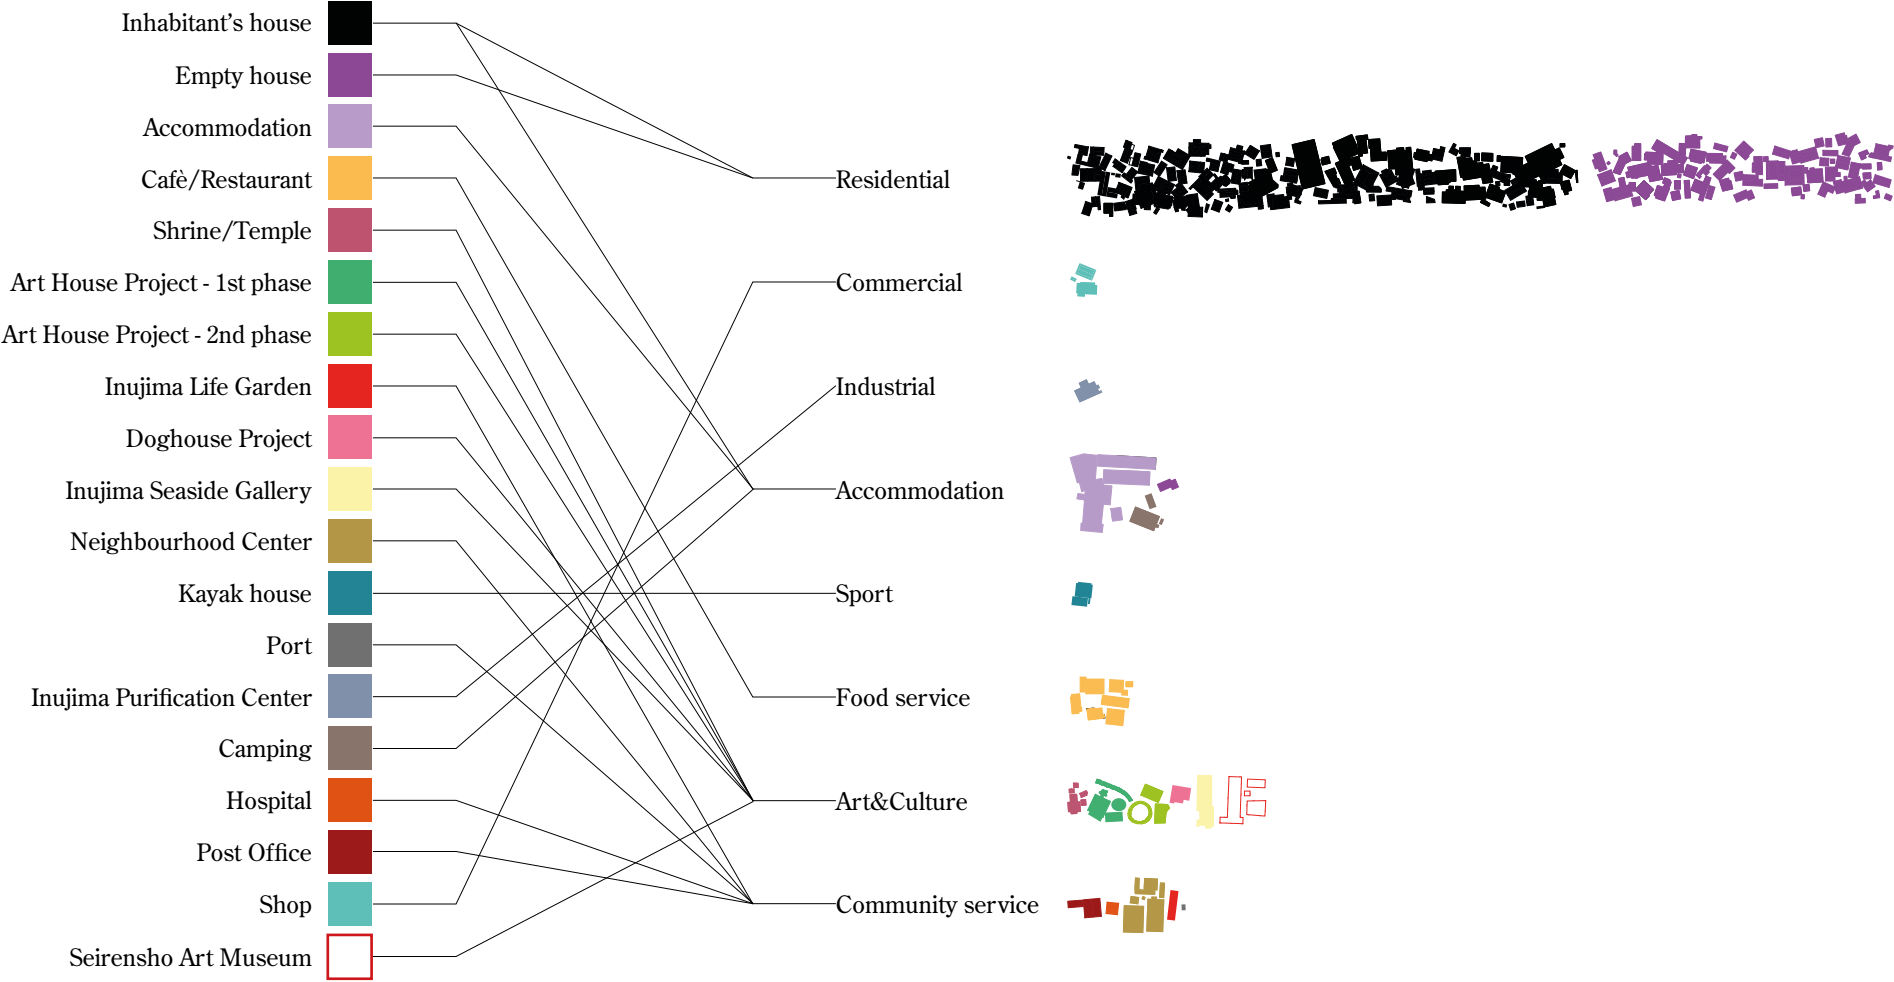 Inhabitant’s house
Empty house
Accommodation
Cafè/Restaurant
Shrine/Temple
Art House Project - 1st phase
Art House Project - 2nd phase
Inujima Life Garden
Doghouse Project
Inujima Seaside Gallery
Neighbourhood Center
Kayak house
Port
Inujima Purification Center
Camping
Hospital
Post Office
Shop
Seirensho Art Museum
Residential
Commercial
Industrial
Accommodation
Sport
Food service
Art&Culture
Community service